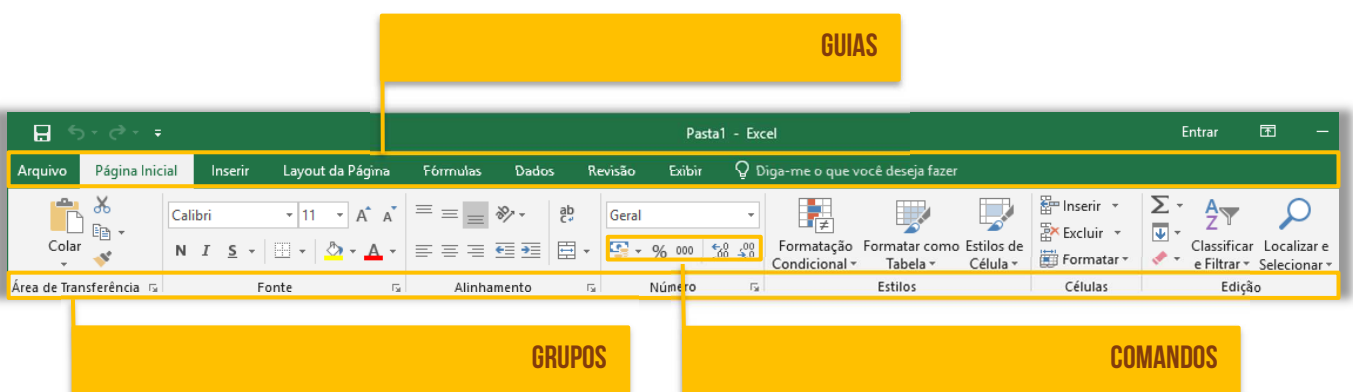 GUIAS
Pasta1 - Excel
Entrar
Arquivo Página Inicial Inserir Layout da Página Fórmulas Dados Revisão Exibir Diga-me o que você deseja fazer
Calibri 11 A A ab Geral Inserir Σ A
Z
Colar N I S A % 000 Formatação Formatar como Estilos de Excluir Classificar Localizar e
Condicional Tabela Célula Formatar e Filtrar Selecionar
Área de Transferência Fonte Alinhamento Número Estilos Células Edição
GRUPOS COMANDOS